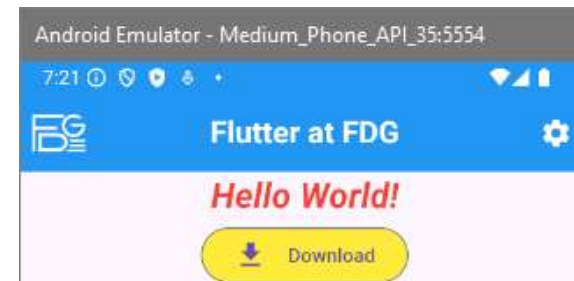 Android Emulator - Medium_Phone_API_35:5554
7:21
FDG Flutter at FDG
Hello World!
Download